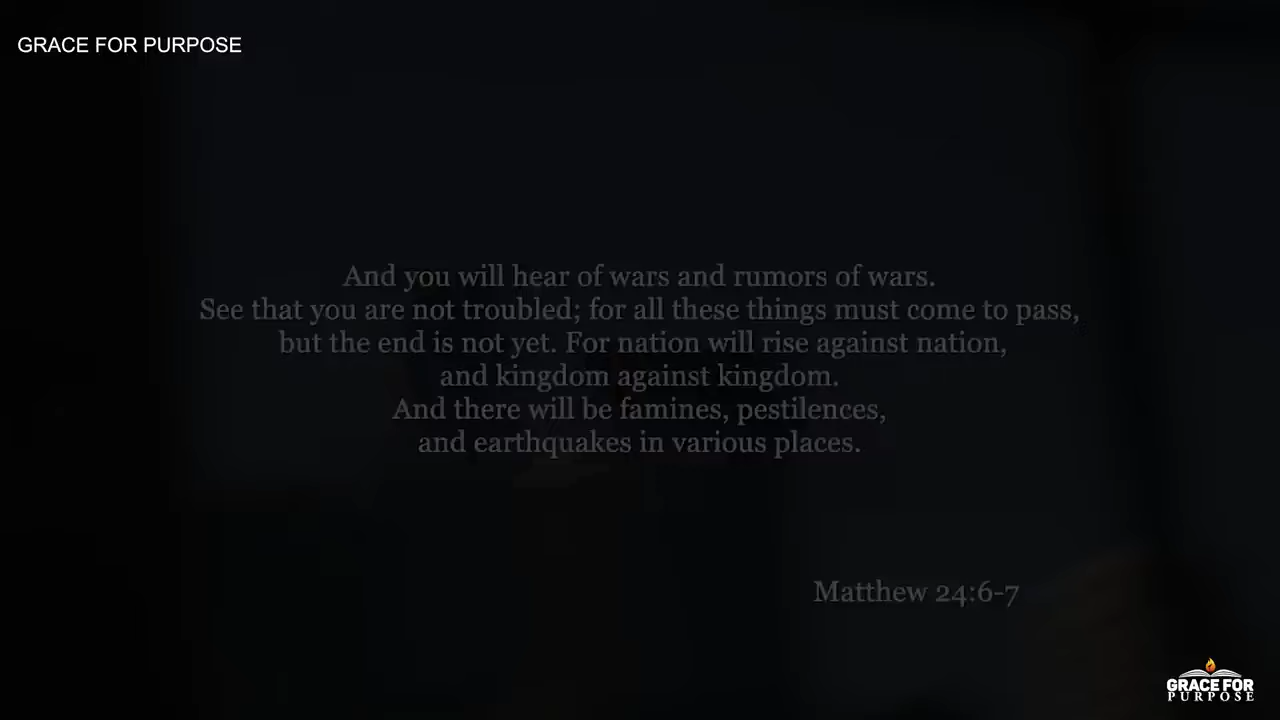 GRACE FOR PURPOSE
And you will hear of wars and rumors of wars.
See that you are not troubled; for all these things must come to pass,
but the end is not yet. For nation will rise against nation,
and kingdom against kingdom.
And there will be famines, pestilences,
and earthquakes in various places.
Matthew 24:6-7
GRACE FOR
PURPOSE